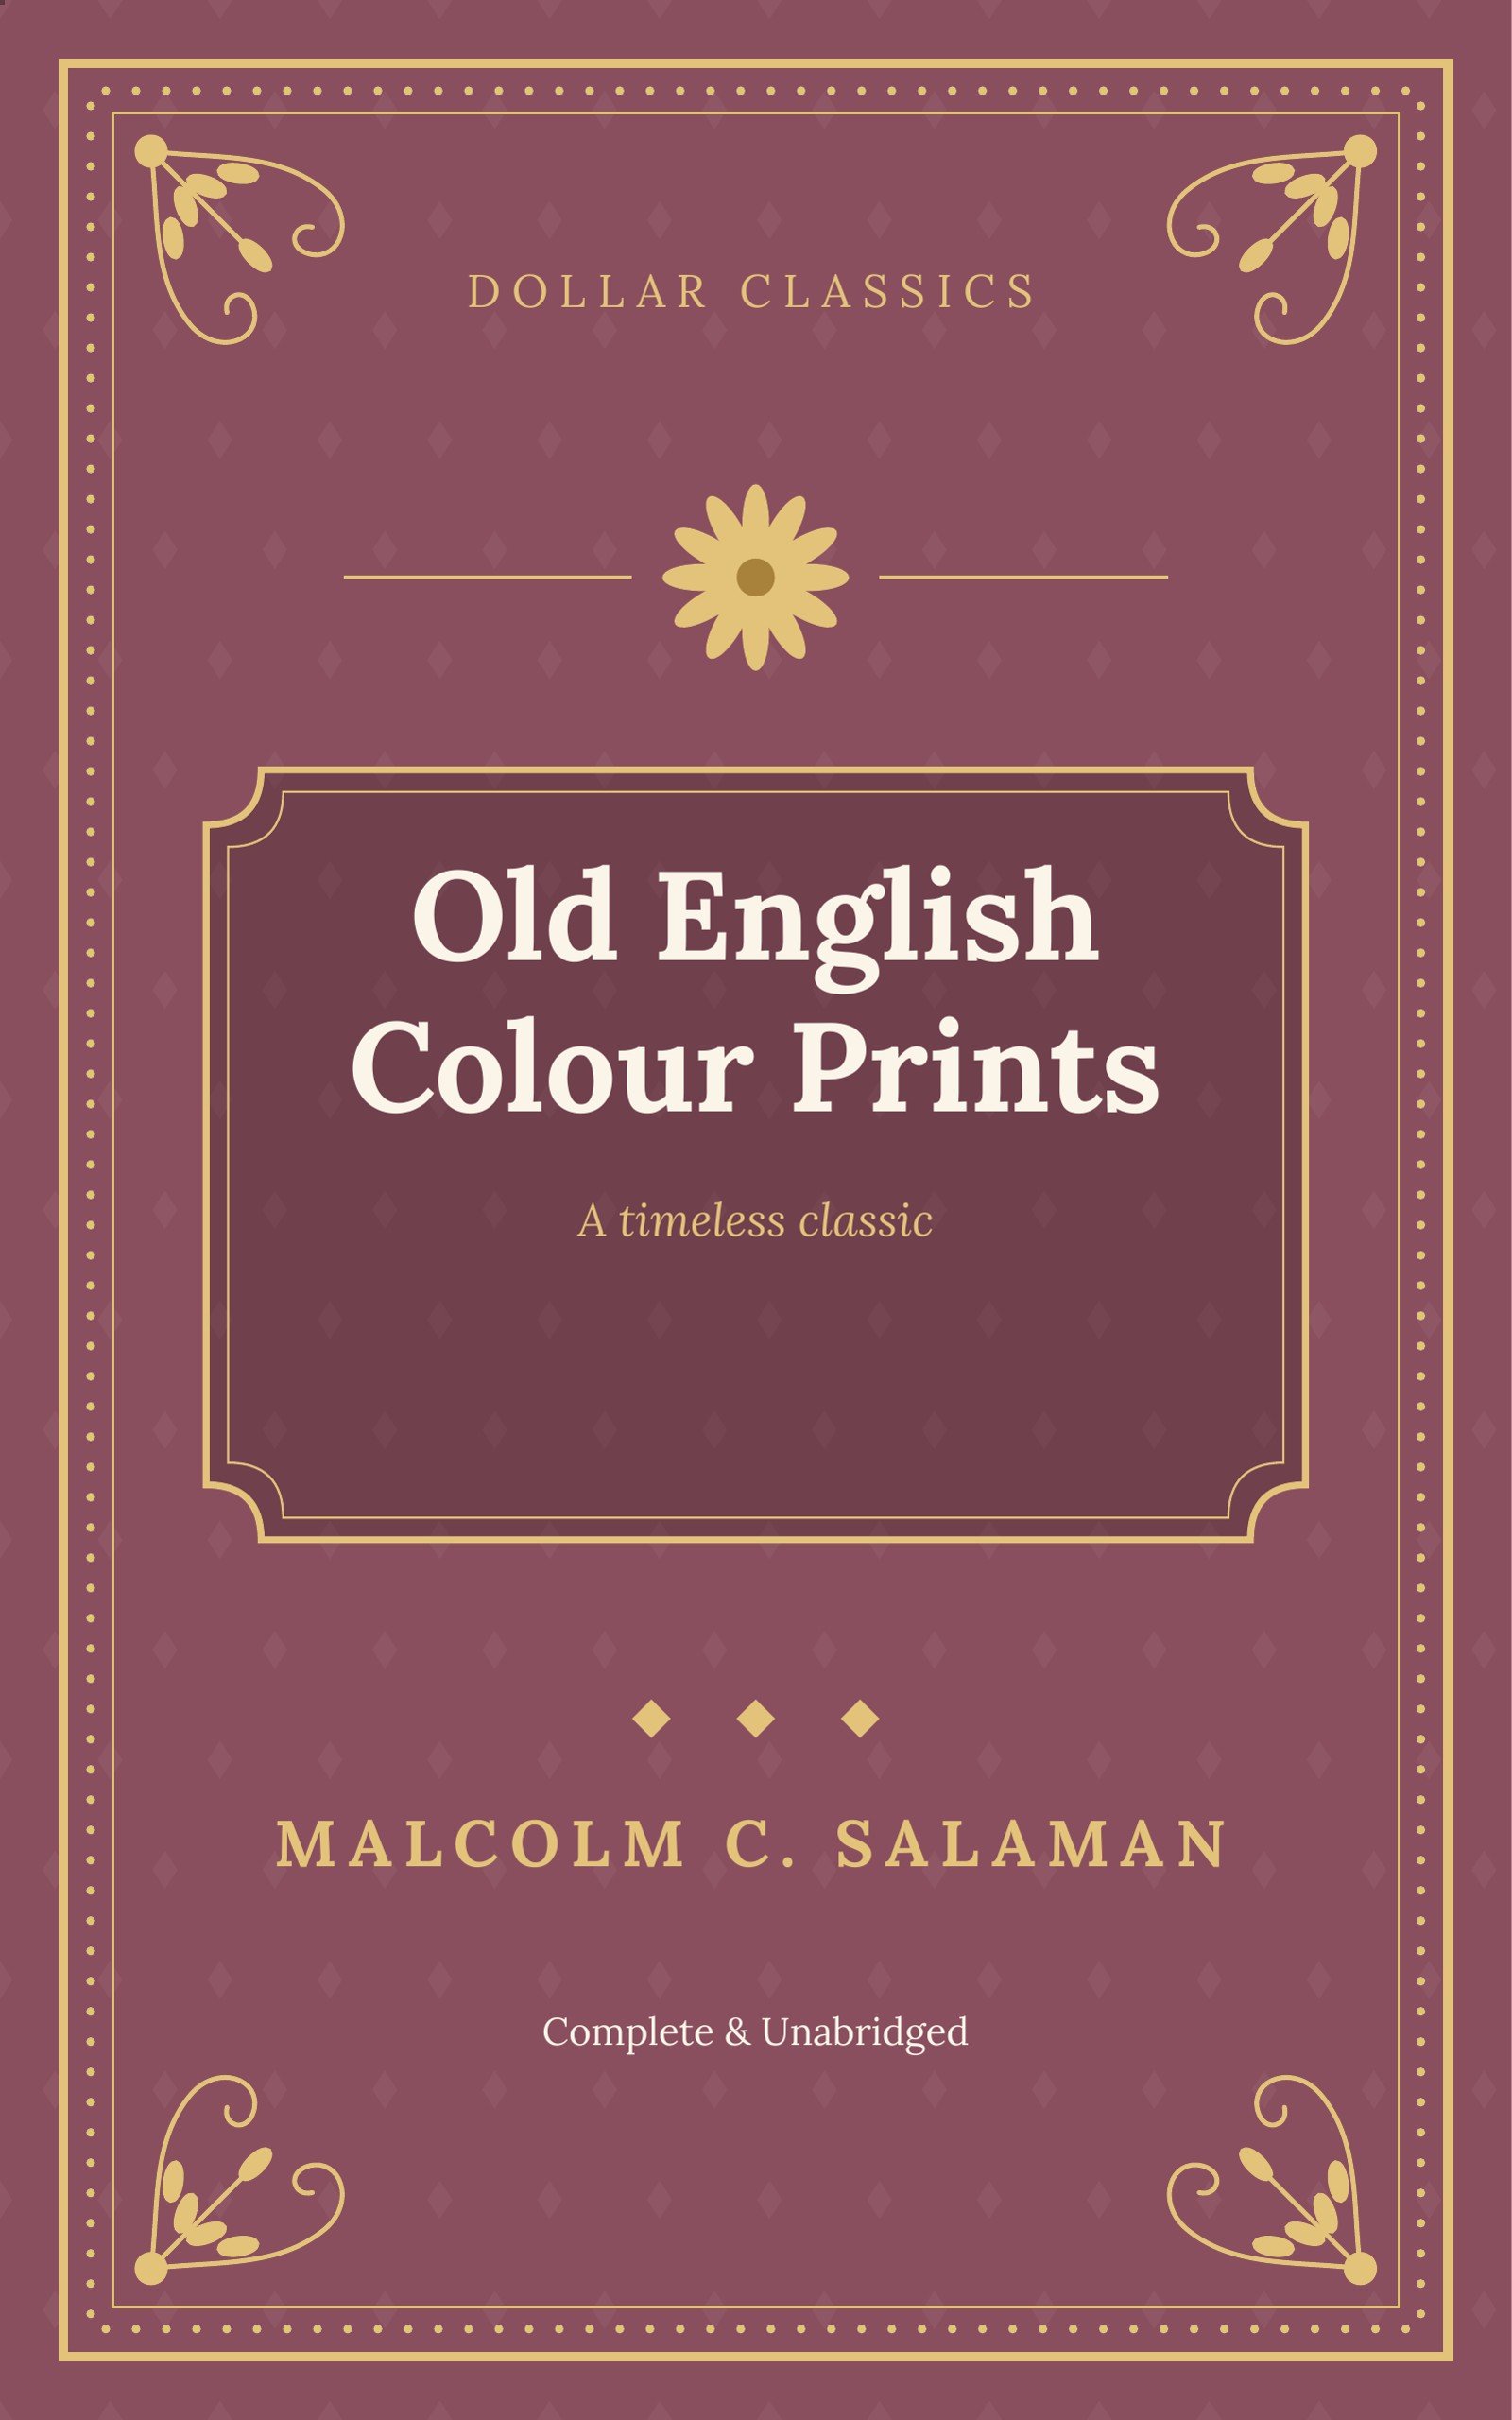 DOLLAR CLASSICS
Old English
Colour Prints
A timeless classic
MALCOLM C. SALAMAN
Complete & Unabridged